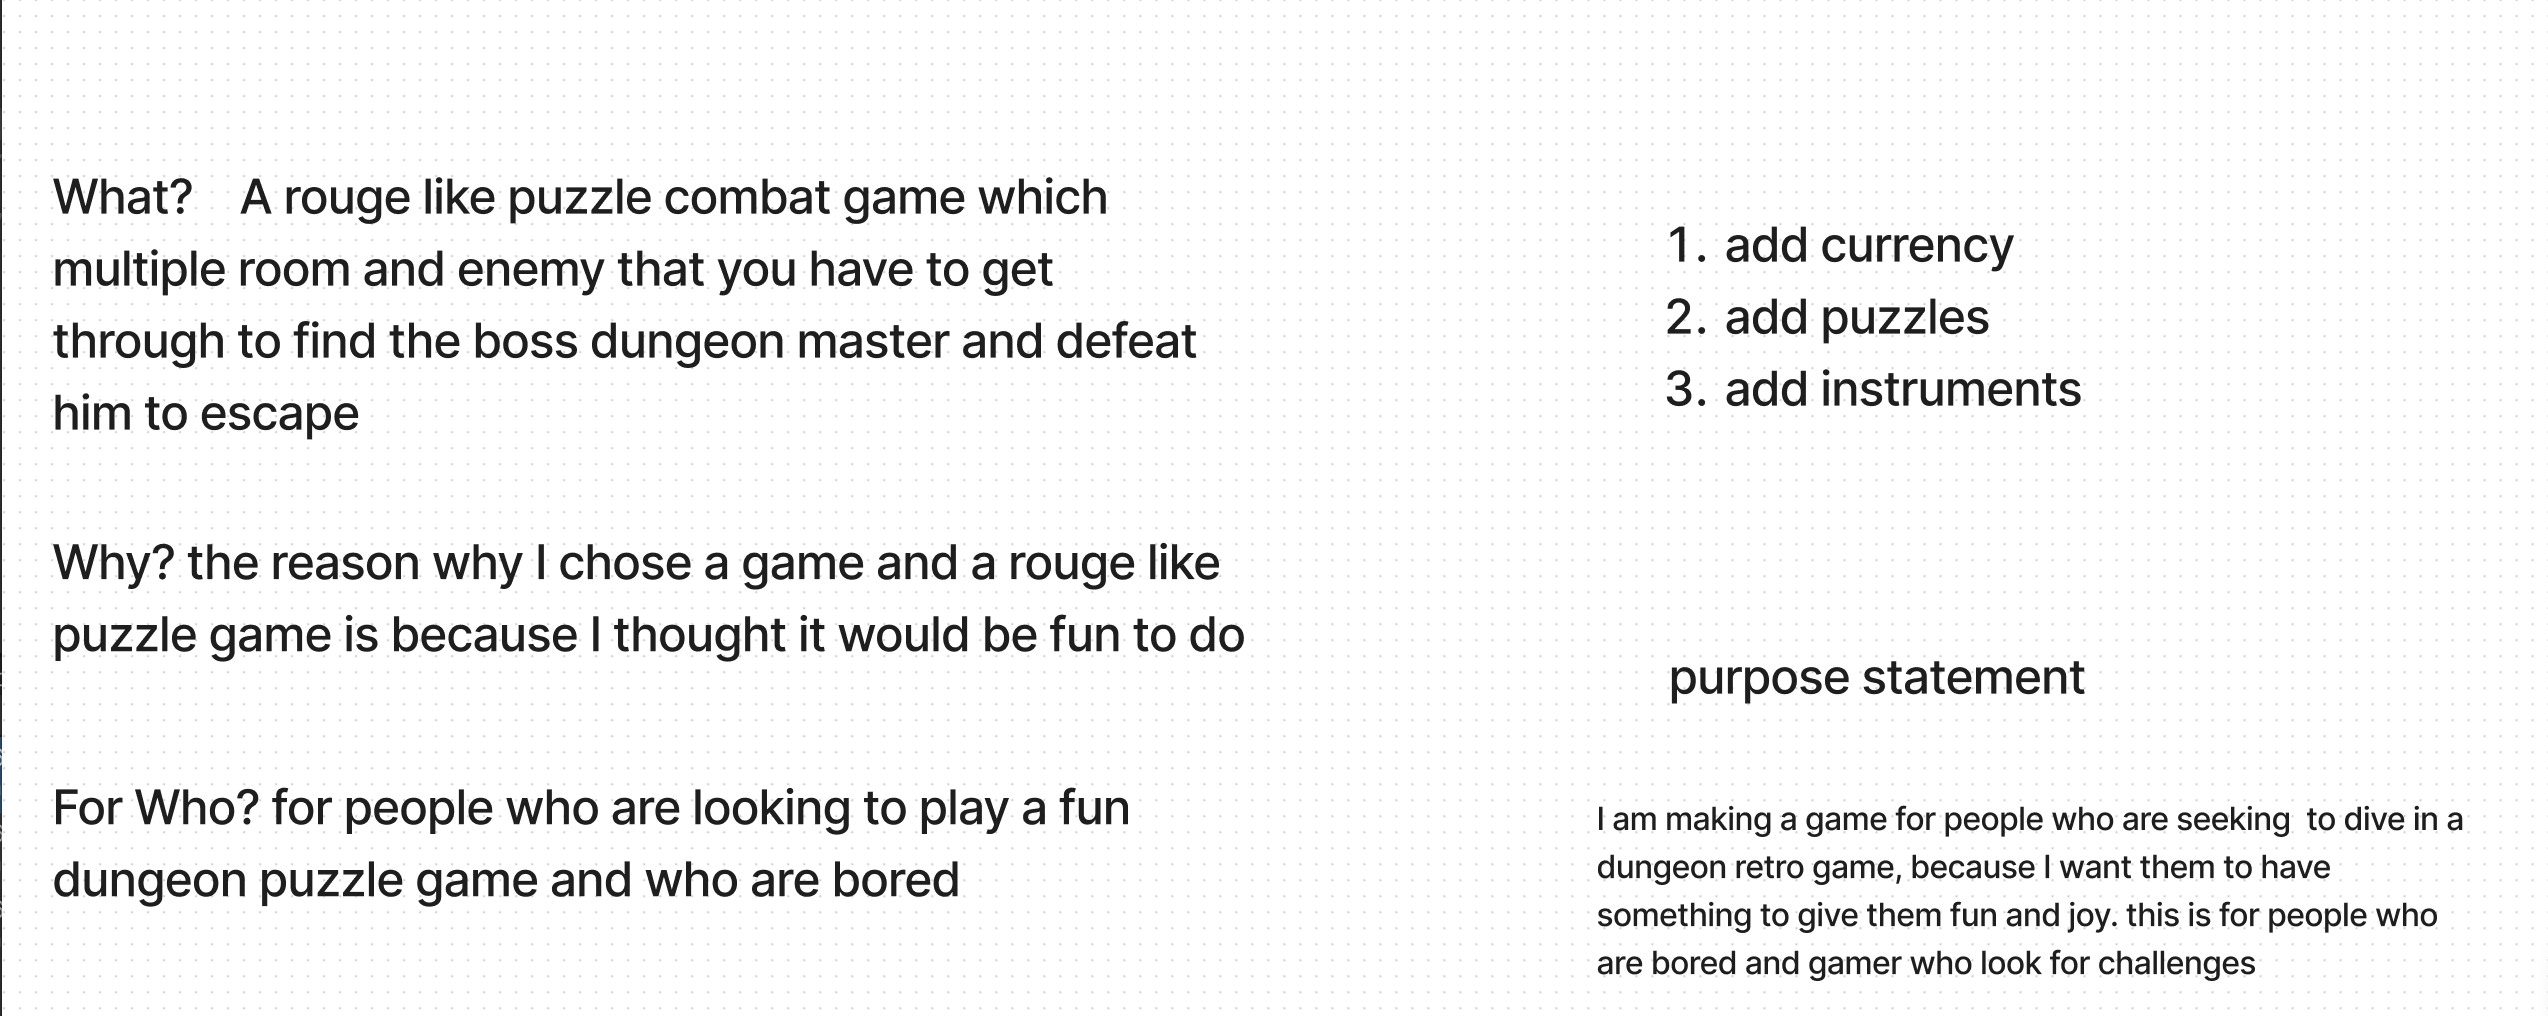 What? A rouge like puzzle combat game which
multiple room and enemy that you have to get
through to find the boss dungeon master and defeat
him to escape
Why? the reason why I chose a game and a rouge like
puzzle game is because I thought it would be fun to do
For Who? for people who are looking to play a fun
dungeon puzzle game and who are bored
1. add currency
2. add puzzles
3. add instruments
purpose statement
I am making a game for people who are seeking  to dive in a
dungeon retro game, because I want them to have
something to give them fun and joy. this is for people who
are bored and gamer who look for challenges